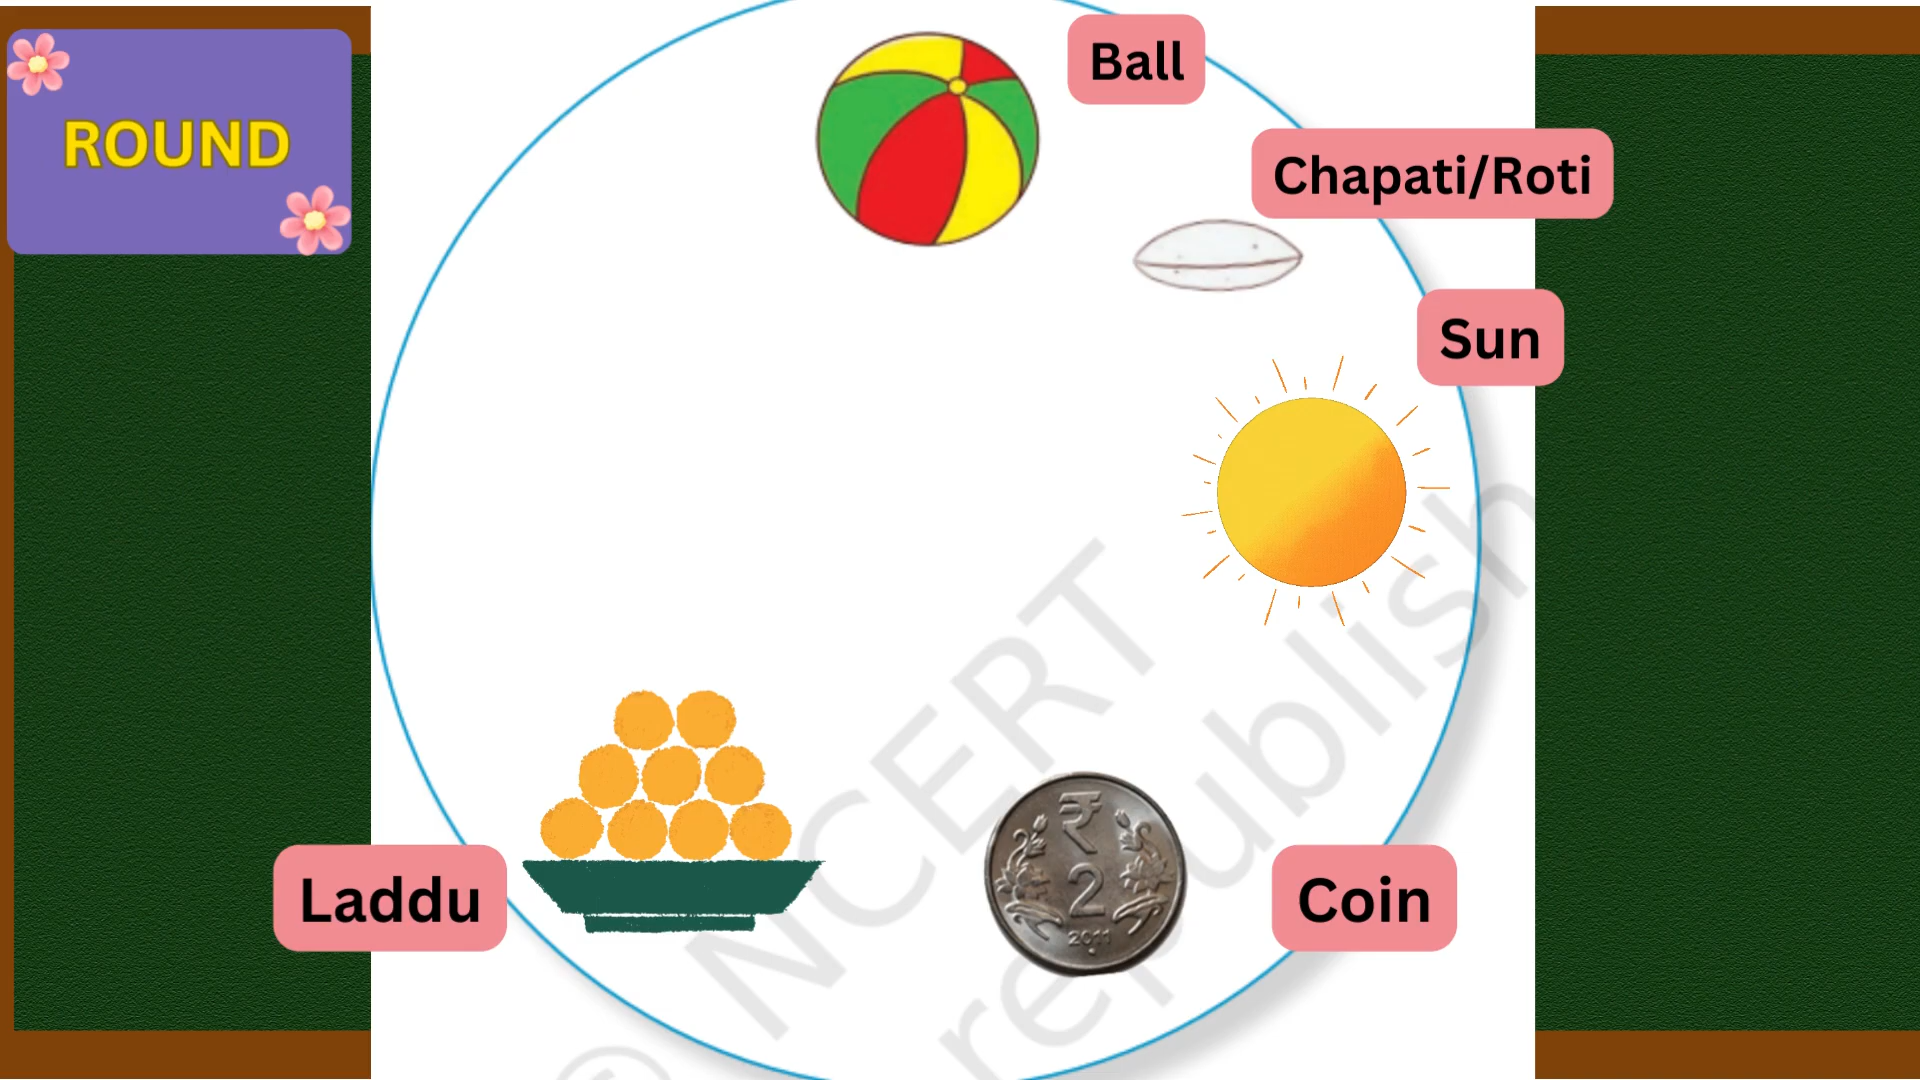 ROUND
Ball
Chapati/Roti
Sun
Laddu
Coin
₹
2
2011
© NCERT
republish